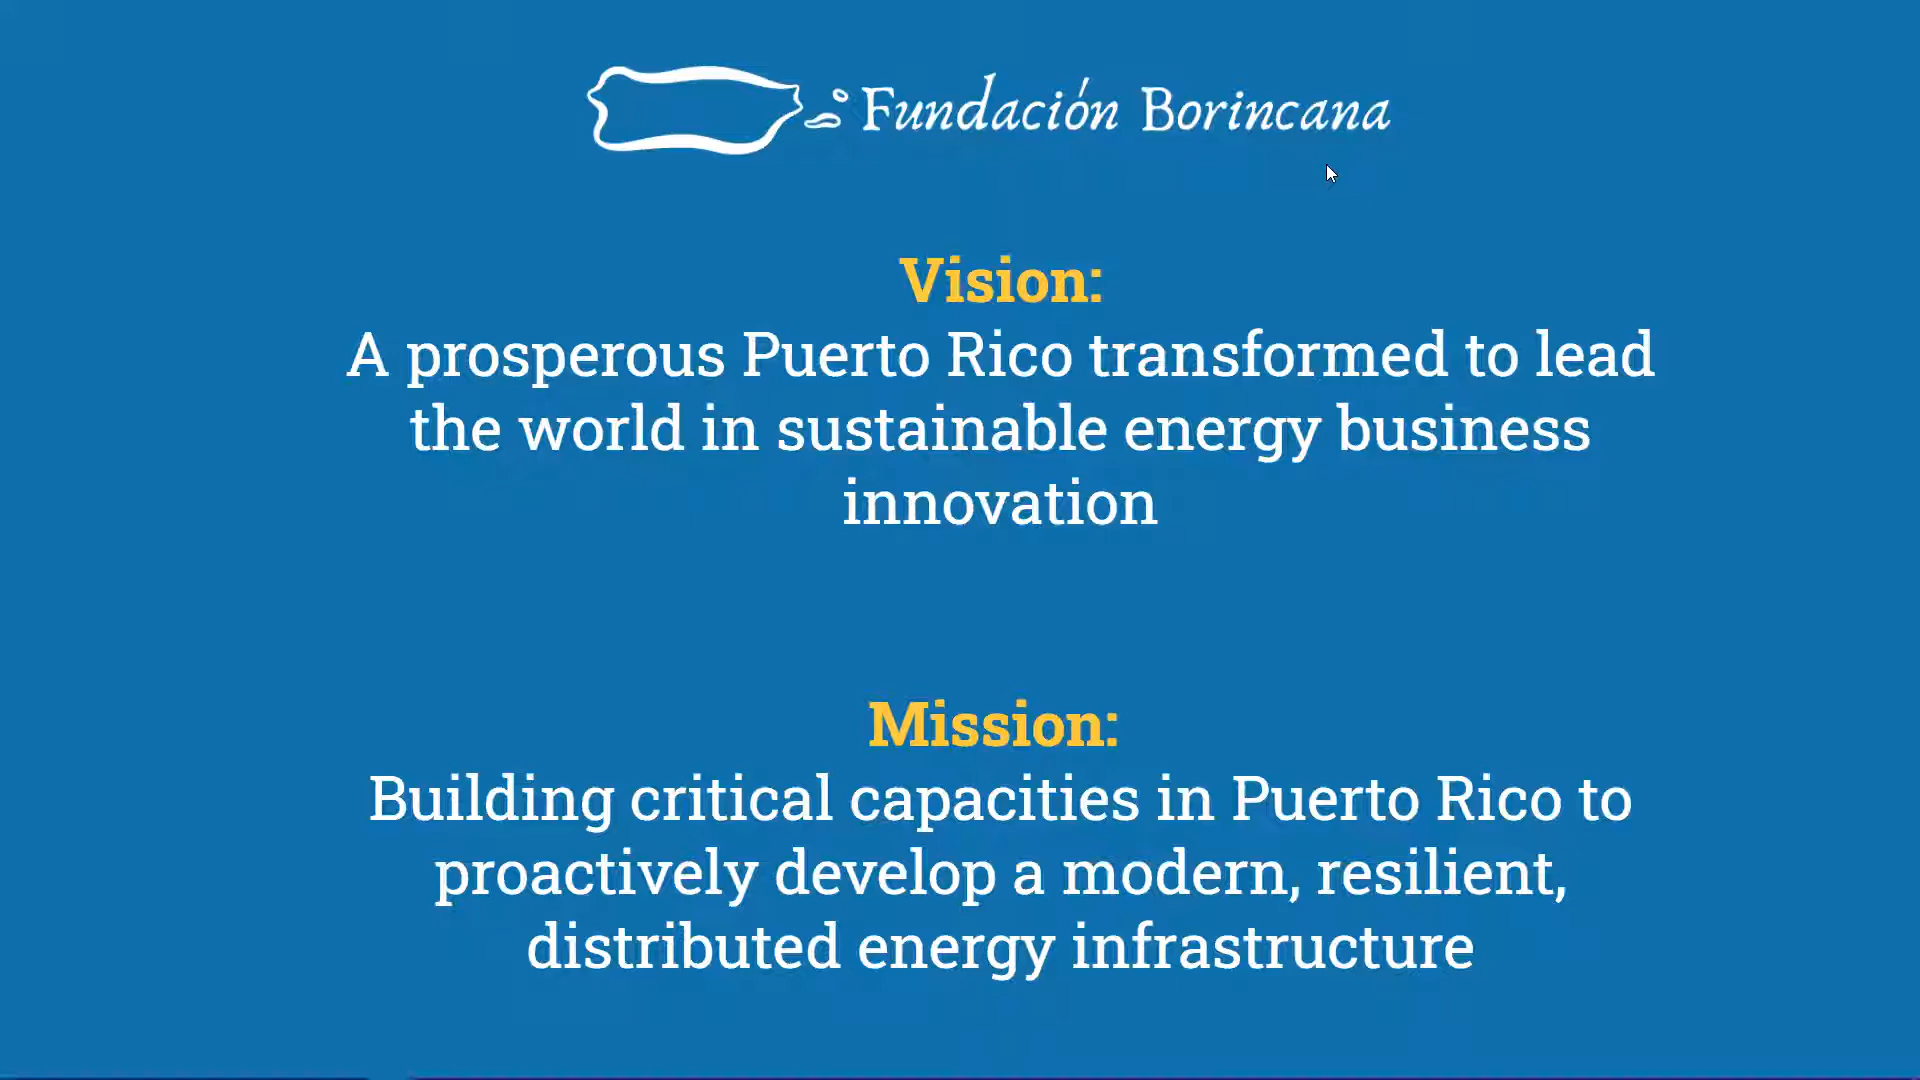 Fundación Borincana
Vision:
A prosperous Puerto Rico transformed to lead
the world in sustainable energy business
innovation
Mission:
Building critical capacities in Puerto Rico to
proactively develop a modern, resilient,
distributed energy infrastructure